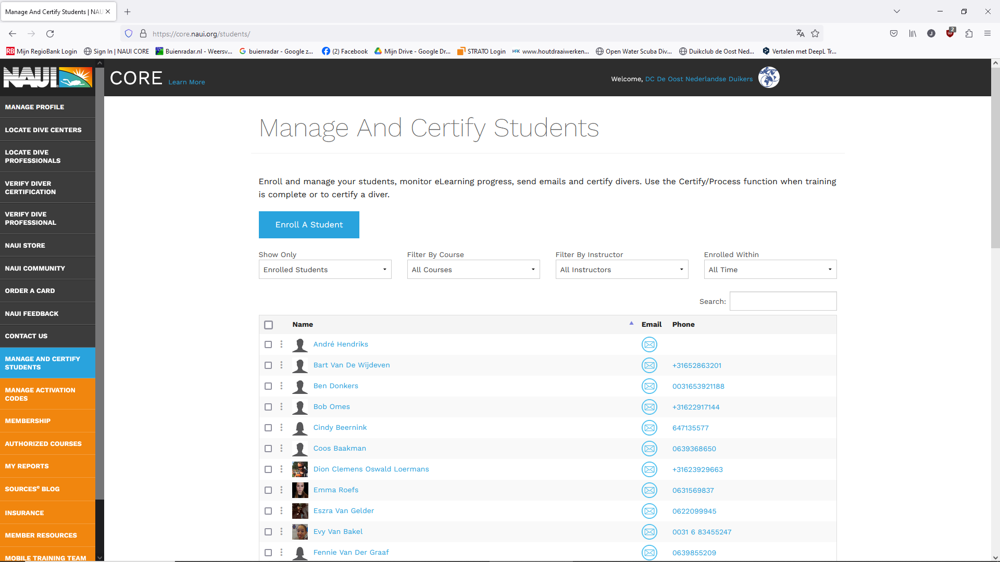 Manage And Certify Students | NAU
https://core.naui.org/students/
2
Mijn RegioBank Login
Sign In | NAUI CORE
Buienradar.nl - Weersv...
buienradar - Google z...
(2) Facebook
Mijn Drive - Google Dr...
STRATO Login
www.houtdraaiwerken...
Open Water Scuba Div...
Duikclub de Oost Ned...
Vertalen met DeepL Tr...
NAUI
CORE Learn More
Welcome, DC De Oost Nederlandse Duikers
MANAGE PROFILE
LOCATE DIVE CENTERS
LOCATE DIVE
PROFESSIONALS
VERIFY DIVER
CERTIFICATION
VERIFY DIVE
PROFESSIONAL
NAUI STORE
NAUI COMMUNITY
ORDER A CARD
NAUI FEEDBACK
CONTACT US
MANAGE AND CERTIFY
STUDENTS
MANAGE ACTIVATION
CODES
MEMBERSHIP
AUTHORIZED COURSES
MY REPORTS
SOURCES© BLOG
INSURANCE
MEMBER RESOURCES
MOBILE TRAINING TEAM
Manage And Certify Students
Enroll and manage your students, monitor eLearning progress, send emails and certify divers. Use the Certify/Process function when training
is complete or to certify a diver.
Enroll A Student
Show Only
Enrolled Students
Filter By Course
All Courses
Filter By Instructor
All Instructors
Enrolled Within
All Time
Search:
Name Email Phone
André Hendriks
Bart Van De Wijdeven +31652863201
Ben Donkers 0031653921188
Bob Omes +31622917144
Cindy Beernink 647135577
Coos Baakman 0639368650
Dion Clemens Oswald Loermans +31623929663
Emma Roefs 0631569837
Eszra Van Gelder 0622099945
Evy Van Bakel 0031 6 83455247
Fennie Van Der Graaf 0639855209